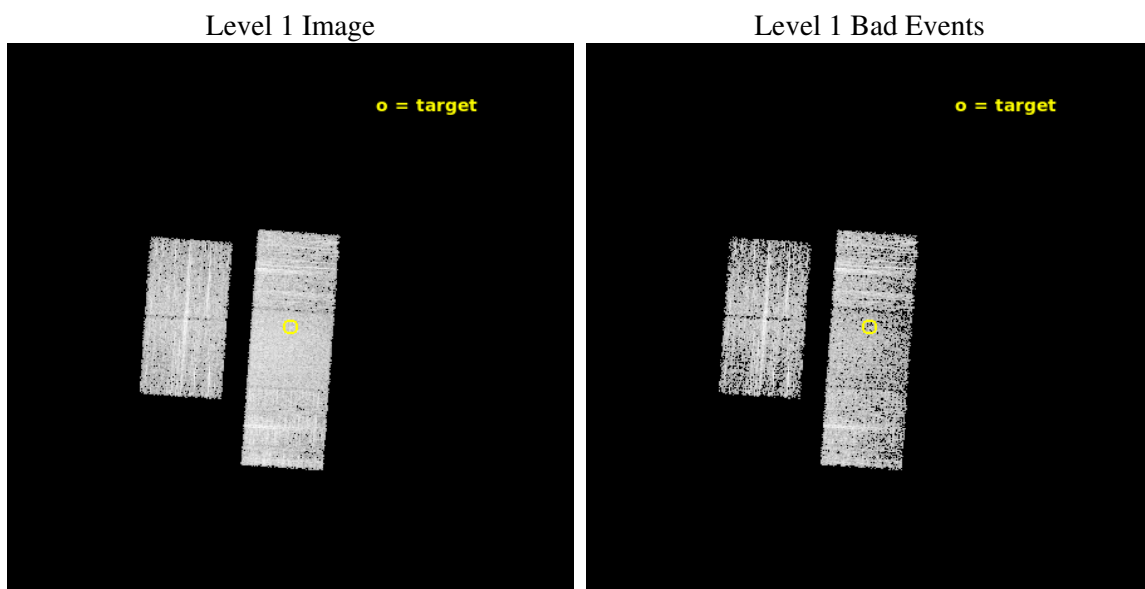 Level 1 Image
Level 1 Bad Events
o = target
o = target